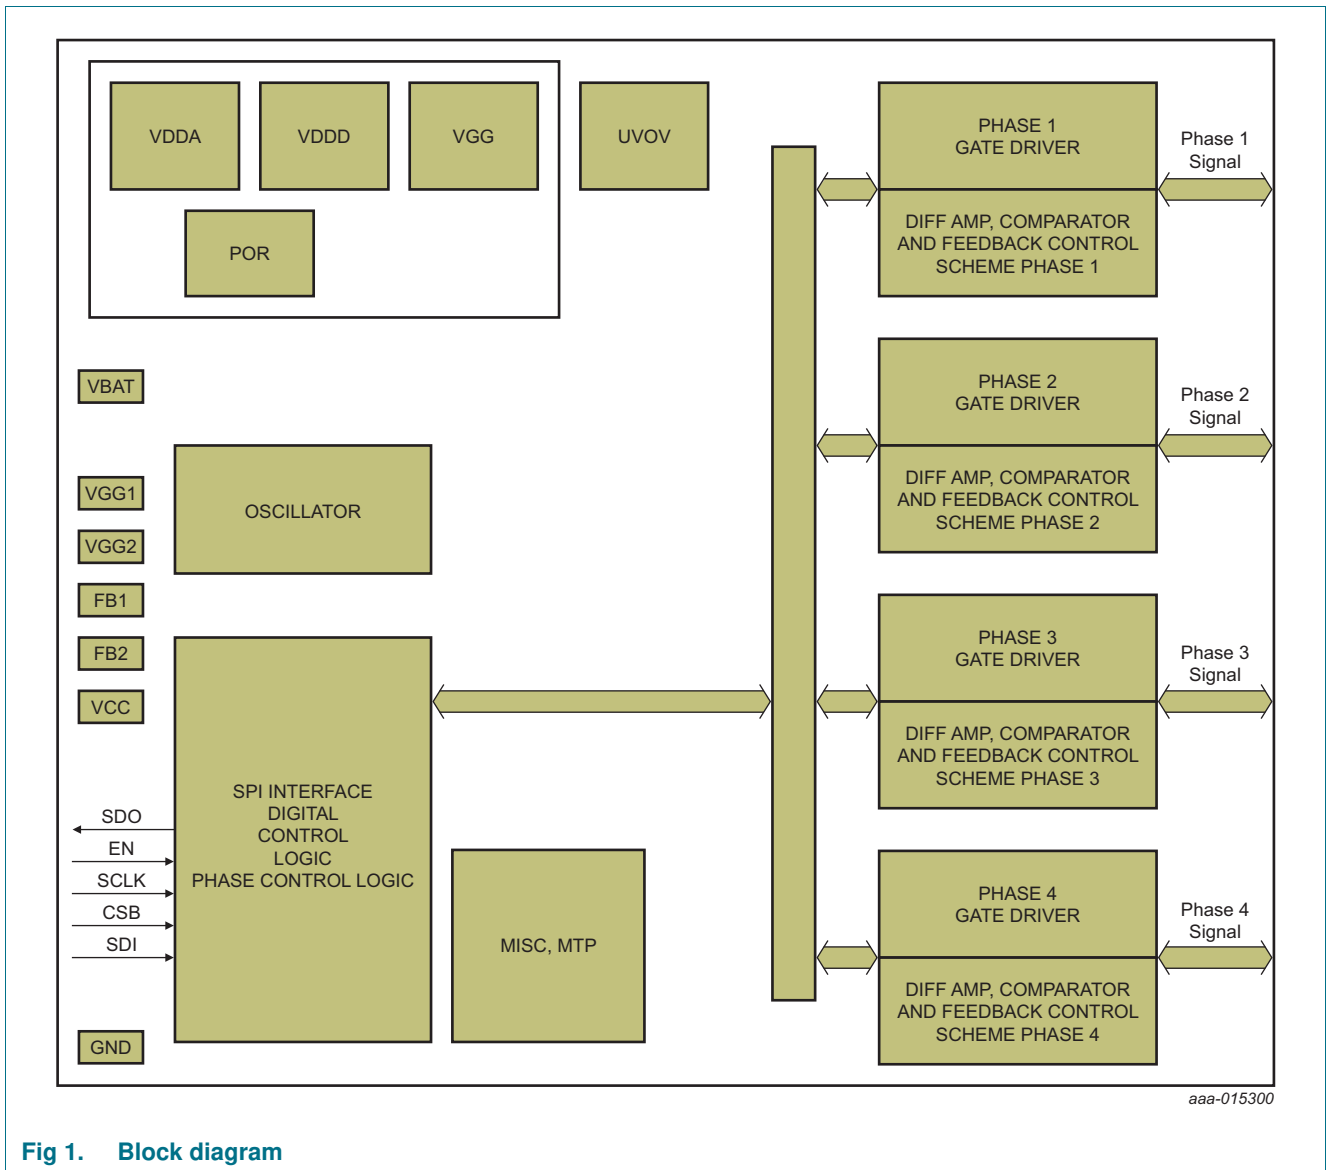 VDDA
VDDD
VGG
UVOV
POR
PHASE 1
GATE DRIVER
DIFF AMP, COMPARATOR
AND FEEDBACK CONTROL
SCHEME PHASE 1
Phase 1
Signal
VBAT
VGG1
VGG2
FB1
FB2
VCC
OSCILLATOR
PHASE 2
GATE DRIVER
DIFF AMP, COMPARATOR
AND FEEDBACK CONTROL
SCHEME PHASE 2
Phase 2
Signal
PHASE 3
GATE DRIVER
DIFF AMP, COMPARATOR
AND FEEDBACK CONTROL
SCHEME PHASE 3
Phase 3
Signal
SDO
EN
SCLK
CSB
SDI
GND
SPI INTERFACE
DIGITAL
CONTROL
LOGIC
PHASE CONTROL LOGIC
MISC, MTP
PHASE 4
GATE DRIVER
DIFF AMP, COMPARATOR
AND FEEDBACK CONTROL
SCHEME PHASE 4
Phase 4
Signal
aaa-015300
Fig 1. Block diagram